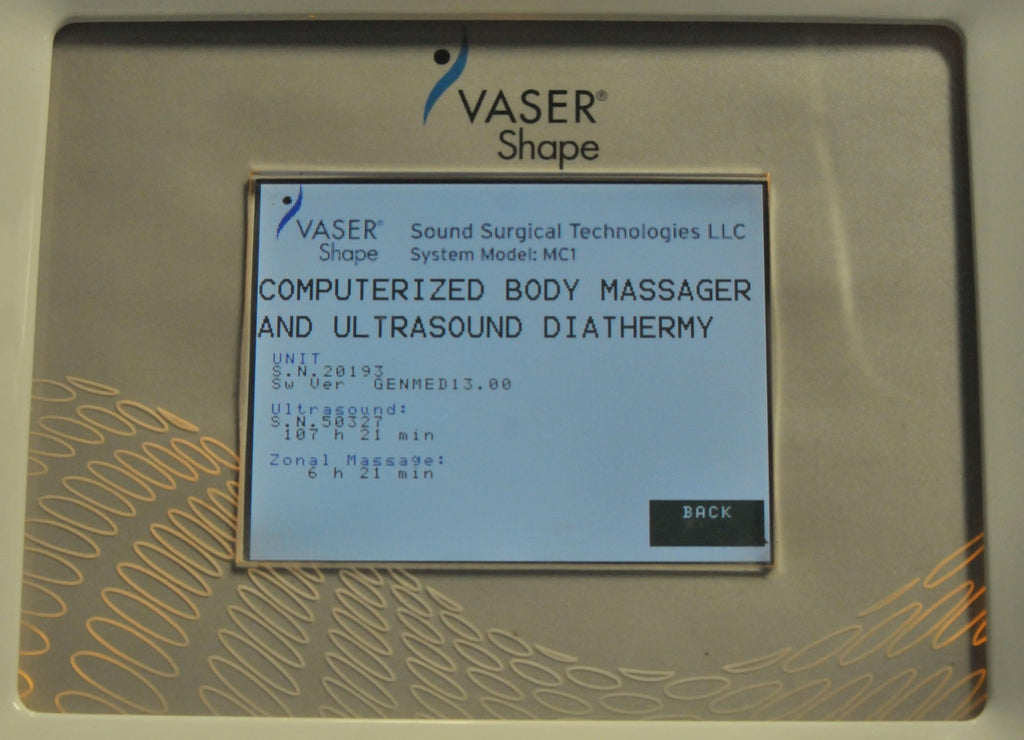 VASER®
Shape
VASER®
Shape
Sound Surgical Technologies LLC
System Model: MC1
COMPUTERIZED BODY MASSAGER
AND ULTRASOUND DIATHERMY
UNIT
S.N.20193
Sw Ver GENMED13.00
Ultrasound:
S.N.50327
107 h 21 min
Zonal Massage:
6 h 21 min
BACK